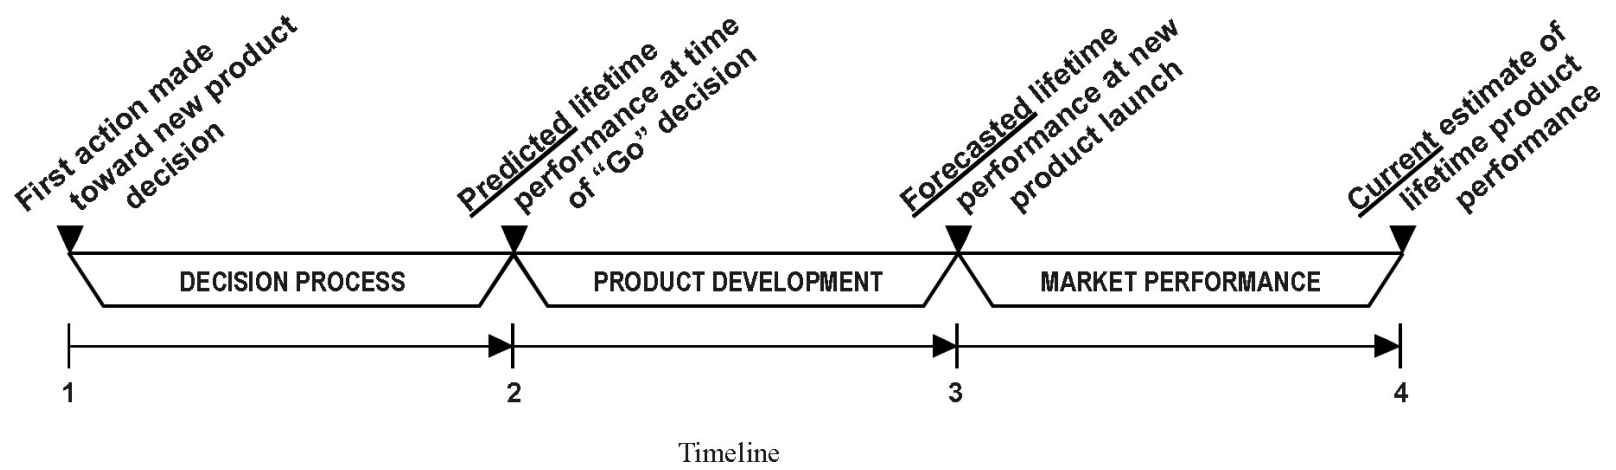 First action made
toward new product
decision
Predicted lifetime
performance at time
of “Go” decision
Forecasted lifetime
performance at new
product launch
Current estimate of
lifetime product
performance
DECISION PROCESS
PRODUCT DEVELOPMENT
MARKET PERFORMANCE
1
2
3
4
Timeline